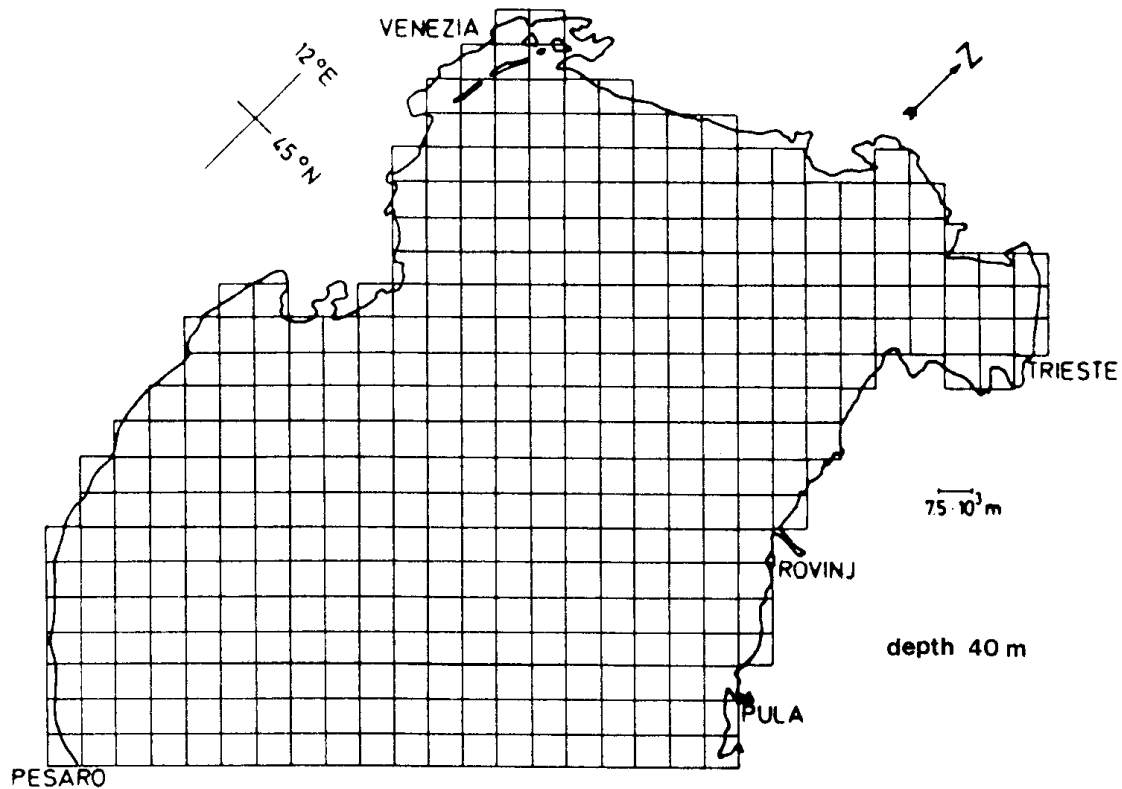 VENEZIA
12°E
45°N
N
TRIESTE
7.5·10³m
ROVINJ
depth 40 m
PULA
PESARO